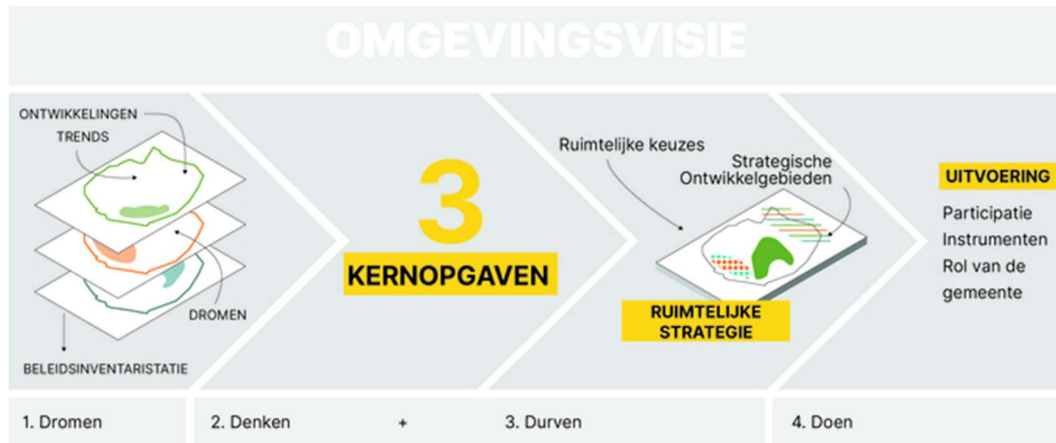 OMGEVINGSVISIE
ONTWIKKELINGEN
TRENDS
DROMEN
BELEIDSINVENTARISTATIE
3
KERNOPGAVEN
Ruimtelijke keuzes
Strategische
Ontwikkelgebieden
RUIMTELIJKE
STRATEGIE
UITVOERING
Participatie
Instrumenten
Rol van de
gemeente
1. Dromen
2. Denken
+
3. Durven
4. Doen